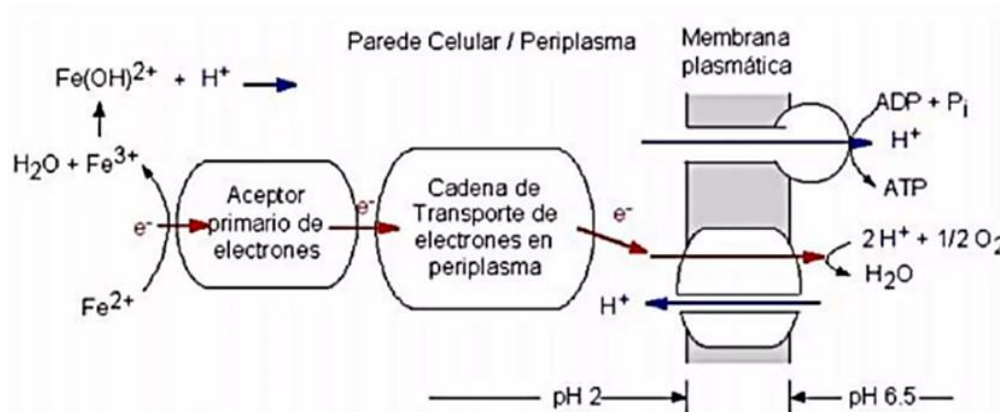 Parede Celular / Periplasma
Membrana
plasmática
Fe(OH)²⁺ + H⁺
ADP + Pᵢ
H⁺
ATP
H₂O + Fe³⁺
Aceptor
primario de
electrones
Cadena de
Transporte de
electrones en
periplasma
e⁻
e⁻
e⁻
2 H⁺ + 1/2 O₂
H₂O
Fe²⁺
H⁺
pH 2
pH 6.5